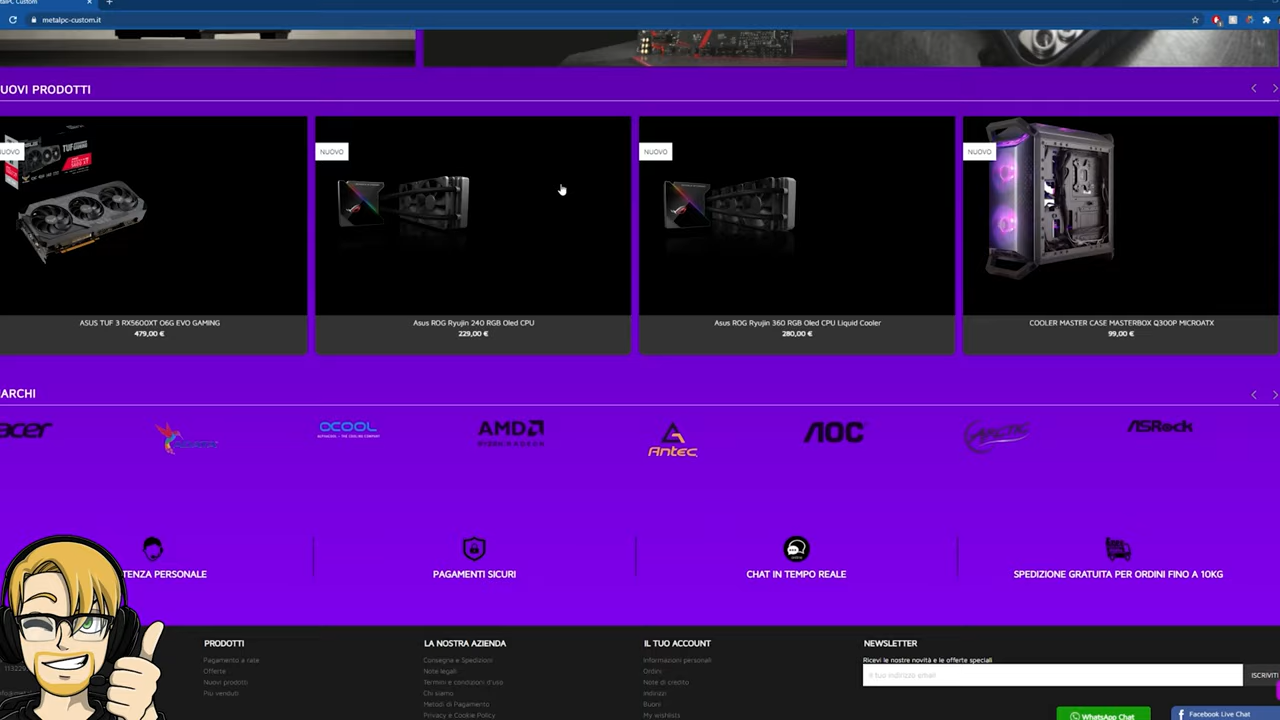 metalpc-custom.it
UOVI PRODOTTI
NUOVO
NUOVO
NUOVO
NUOVO
TUF
ASUS TUF 3 RX5600XT O6G EVO GAMING
479,00 €
Asus ROG Ryujin 240 RGB Oled CPU
229,00 €
Asus ROG Ryujin 360 RGB Oled CPU Liquid Cooler
280,00 €
COOLER MASTER CASE MASTERBOX Q300P MICROATX
99,00 €
ARCHI
acer
acool
AMD
RYZEN RADEON
Antec
AOC
ARCTIC
ASRock
TENZA PERSONALE
PAGAMENTI SICURI
CHAT IN TEMPO REALE
SPEDIZIONE GRATUITA PER ORDINI FINO A 10KG
PRODOTTI
Pagamento a rate
Offerte
Nuovi prodotti
Più venduti
LA NOSTRA AZIENDA
Consegna e Spedizioni
Note legali
Termini e condizioni d'uso
Chi siamo
Metodi di Pagamento
Privacy e Cookie Policy
IL TUO ACCOUNT
Informazioni personali
Ordini
Note di credito
Indirizzi
Buoni
My wishlists
NEWSLETTER
Ricevi le nostre novità e le offerte speciali
Il tuo indirizzo email
ISCRIVITI
WhatsApp Chat
Facebook Live Chat